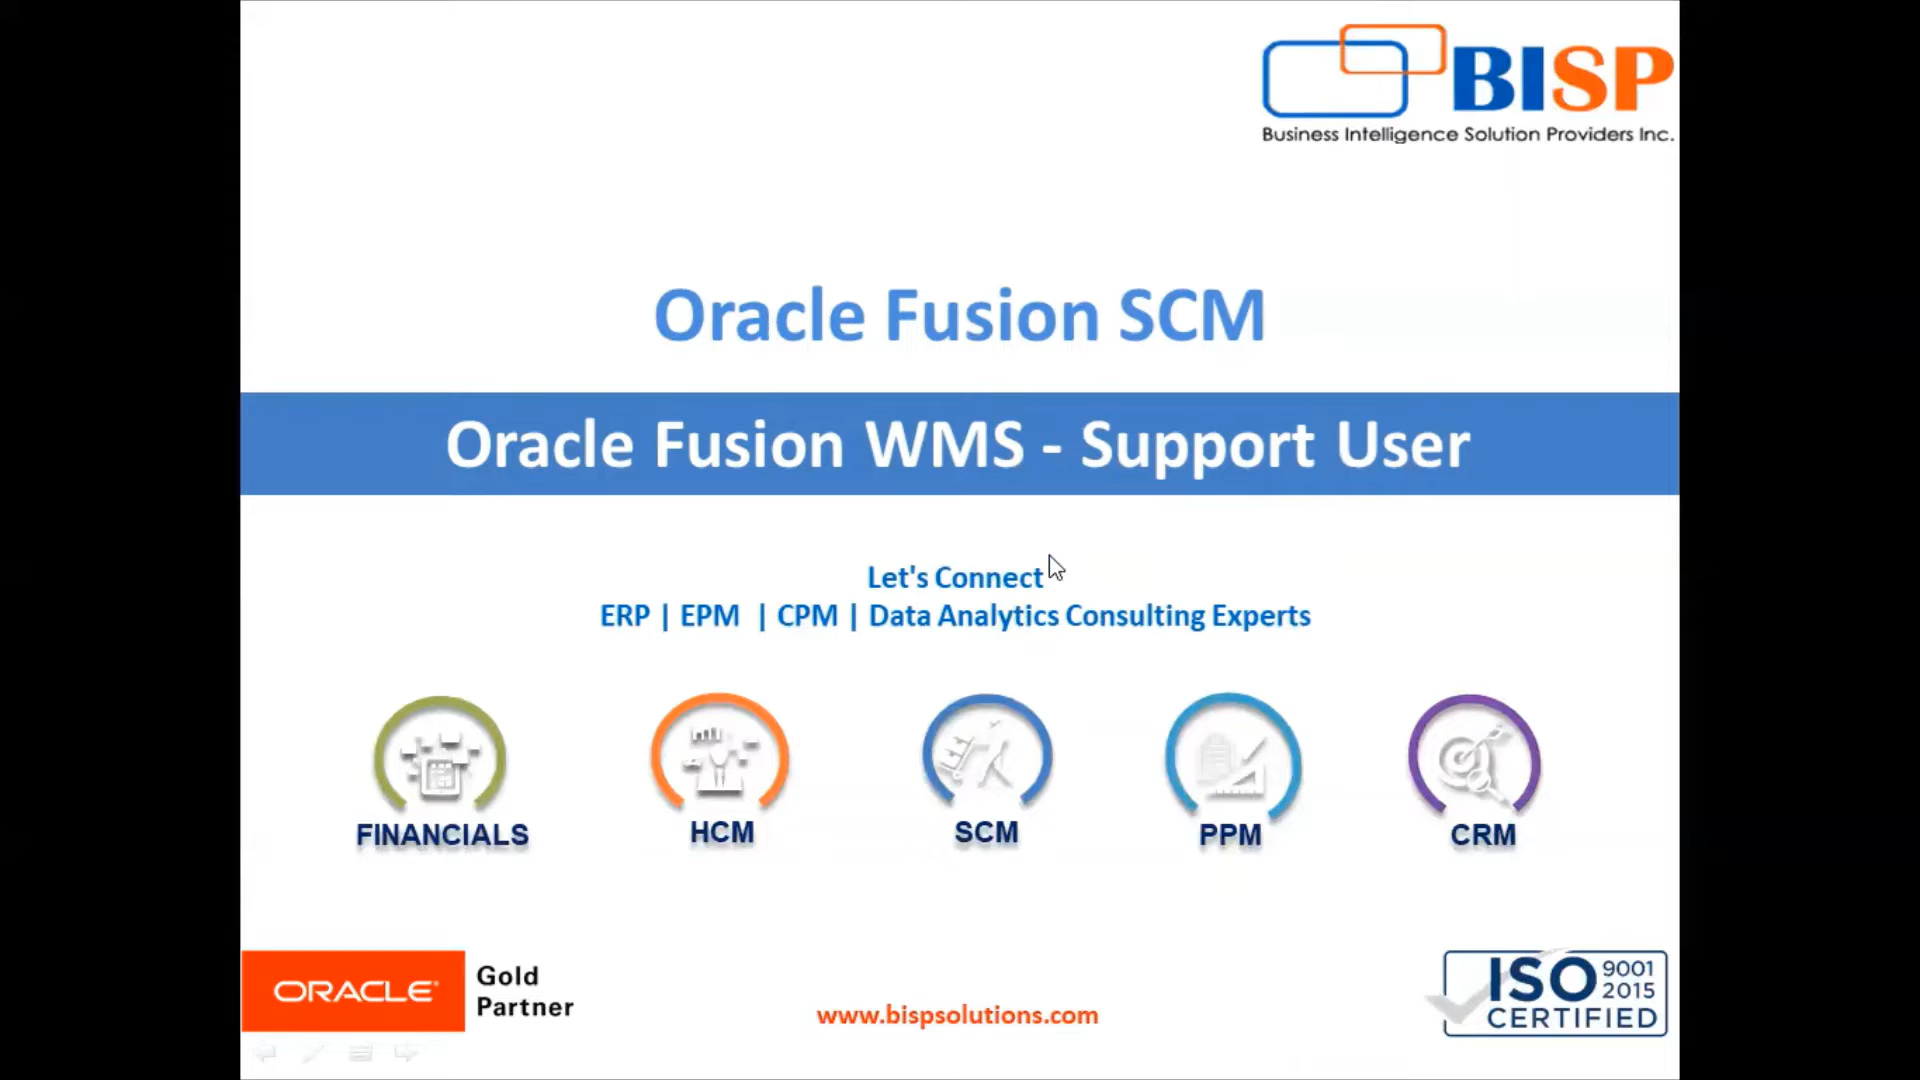 BISP
Business Intelligence Solution Providers Inc.
Oracle Fusion SCM
Oracle Fusion WMS - Support User
Let's Connect
ERP | EPM | CPM | Data Analytics Consulting Experts
FINANCIALS
HCM
SCM
PPM
CRM
ORACLE
Gold
Partner
www.bispsolutions.com
ISO 9001
2015
CERTIFIED